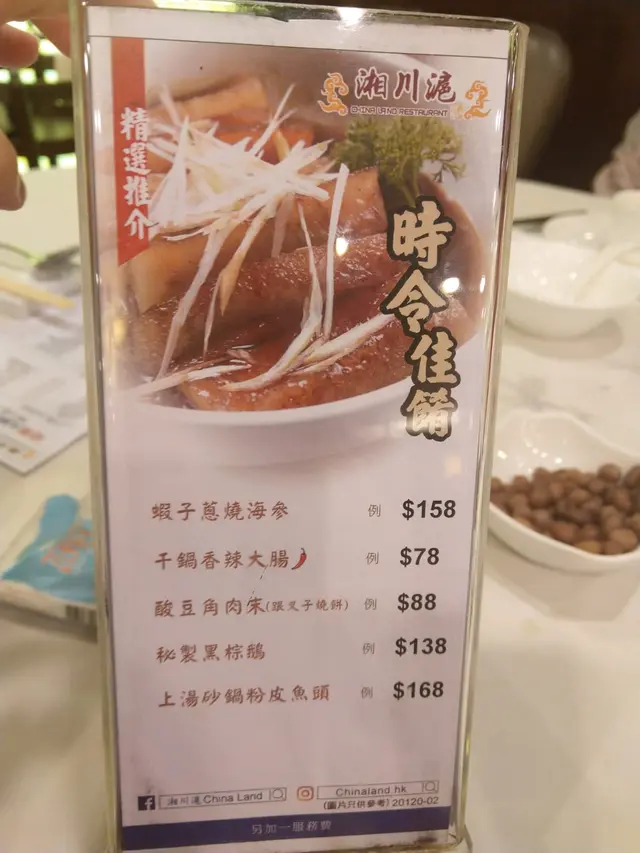 湘川滬
CHINA LAND RESTAURANT
精選推介
時令佳餚
蝦子蔥燒海參 例 $158
干鍋香辣大腸 例 $78
酸豆角肉末(跟叉子燒餅) 例 $88
秘製黑棕鵝 例 $138
上湯砂鍋粉皮魚頭 例 $168
湘川滬 China Land
Chinaland.hk
(圖片只供參考) 20120-02
另加一服務費